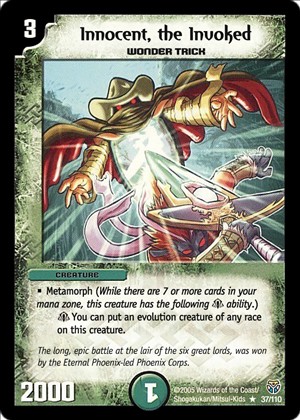 3
Innocent, the Invoked
WONDER TRICK
CREATURE
▪ Metamorph (While there are 7 or more cards in your
mana zone, this creature has the following ability.)
You can put an evolution creature of any race
on this creature.
The long, epic battle at the lair of the six great lords, was won
by the Eternal Phoenix-led Phoenix Corps.
2000
1
©2005 Wizards of the Coast/
Shogakukan/Mitsui-Kids ★ 37/110